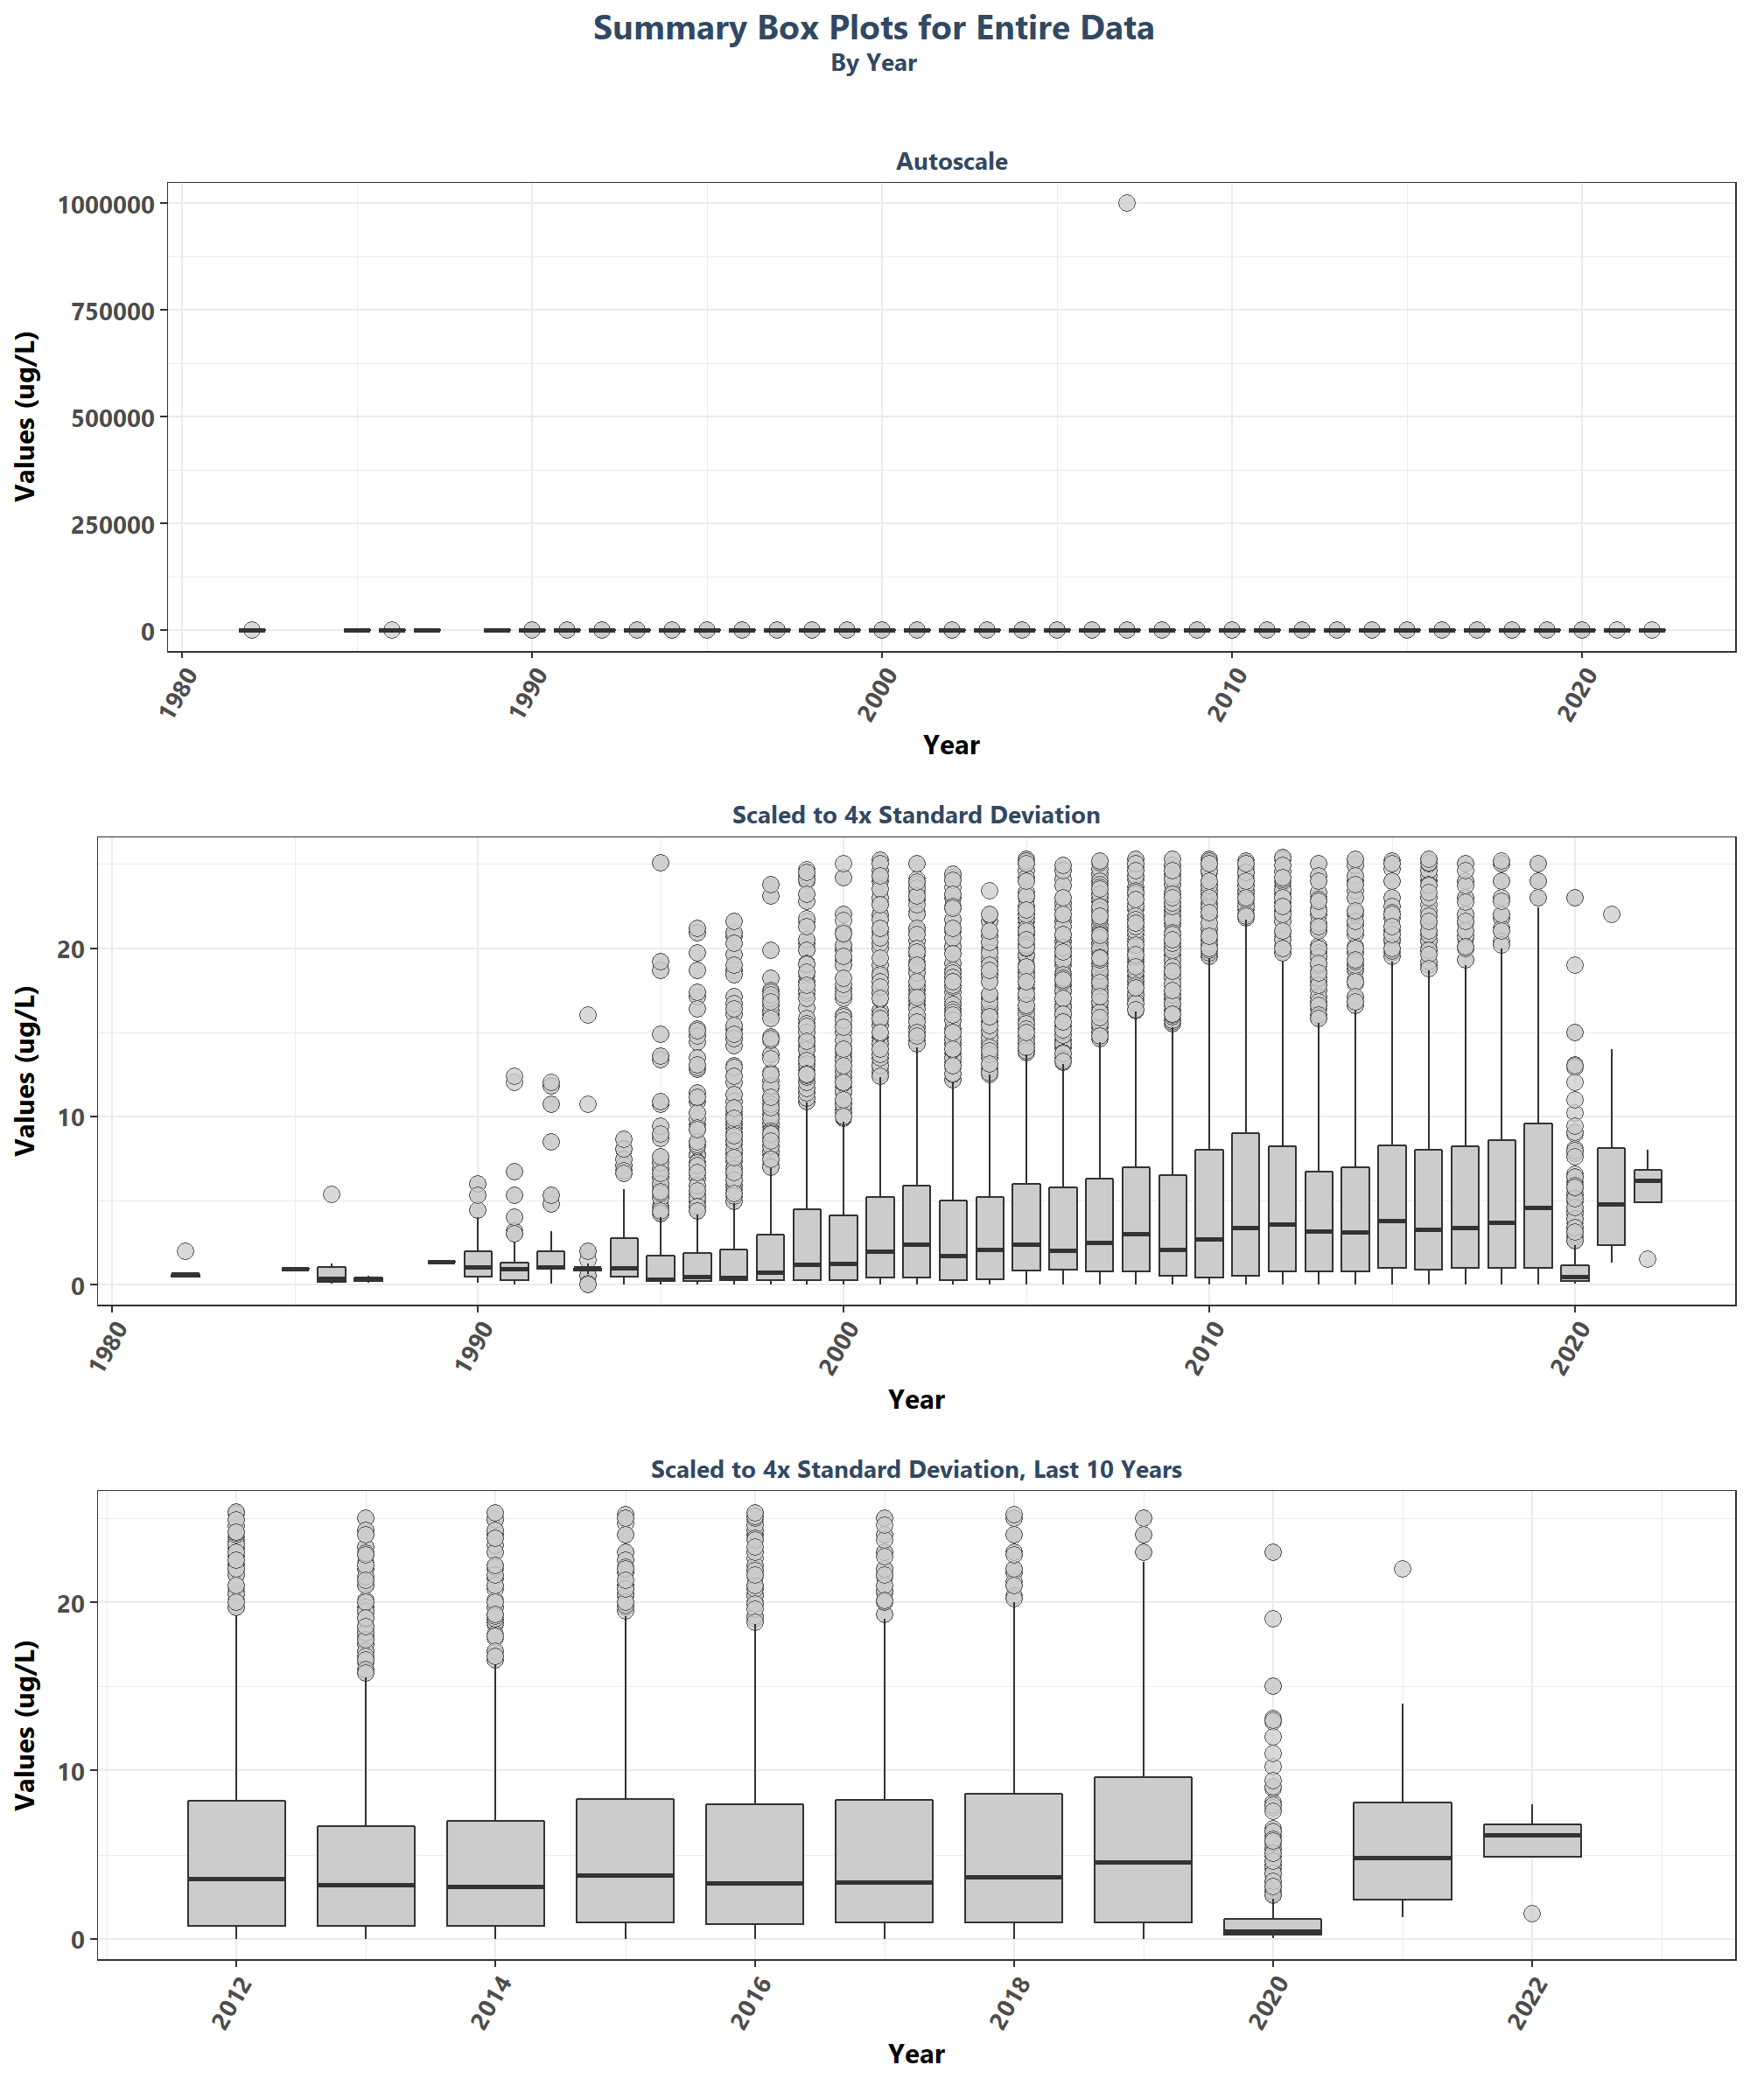 Summary Box Plots for Entire Data
By Year
Autoscale
Values (ug/L)
1000000
750000
500000
250000
0
1980
1990
2000
2010
2020
Year
Scaled to 4x Standard Deviation
Values (ug/L)
20
10
0
1980
1990
2000
2010
2020
Year
Scaled to 4x Standard Deviation, Last 10 Years
Values (ug/L)
20
10
0
2012
2014
2016
2018
2020
2022
Year